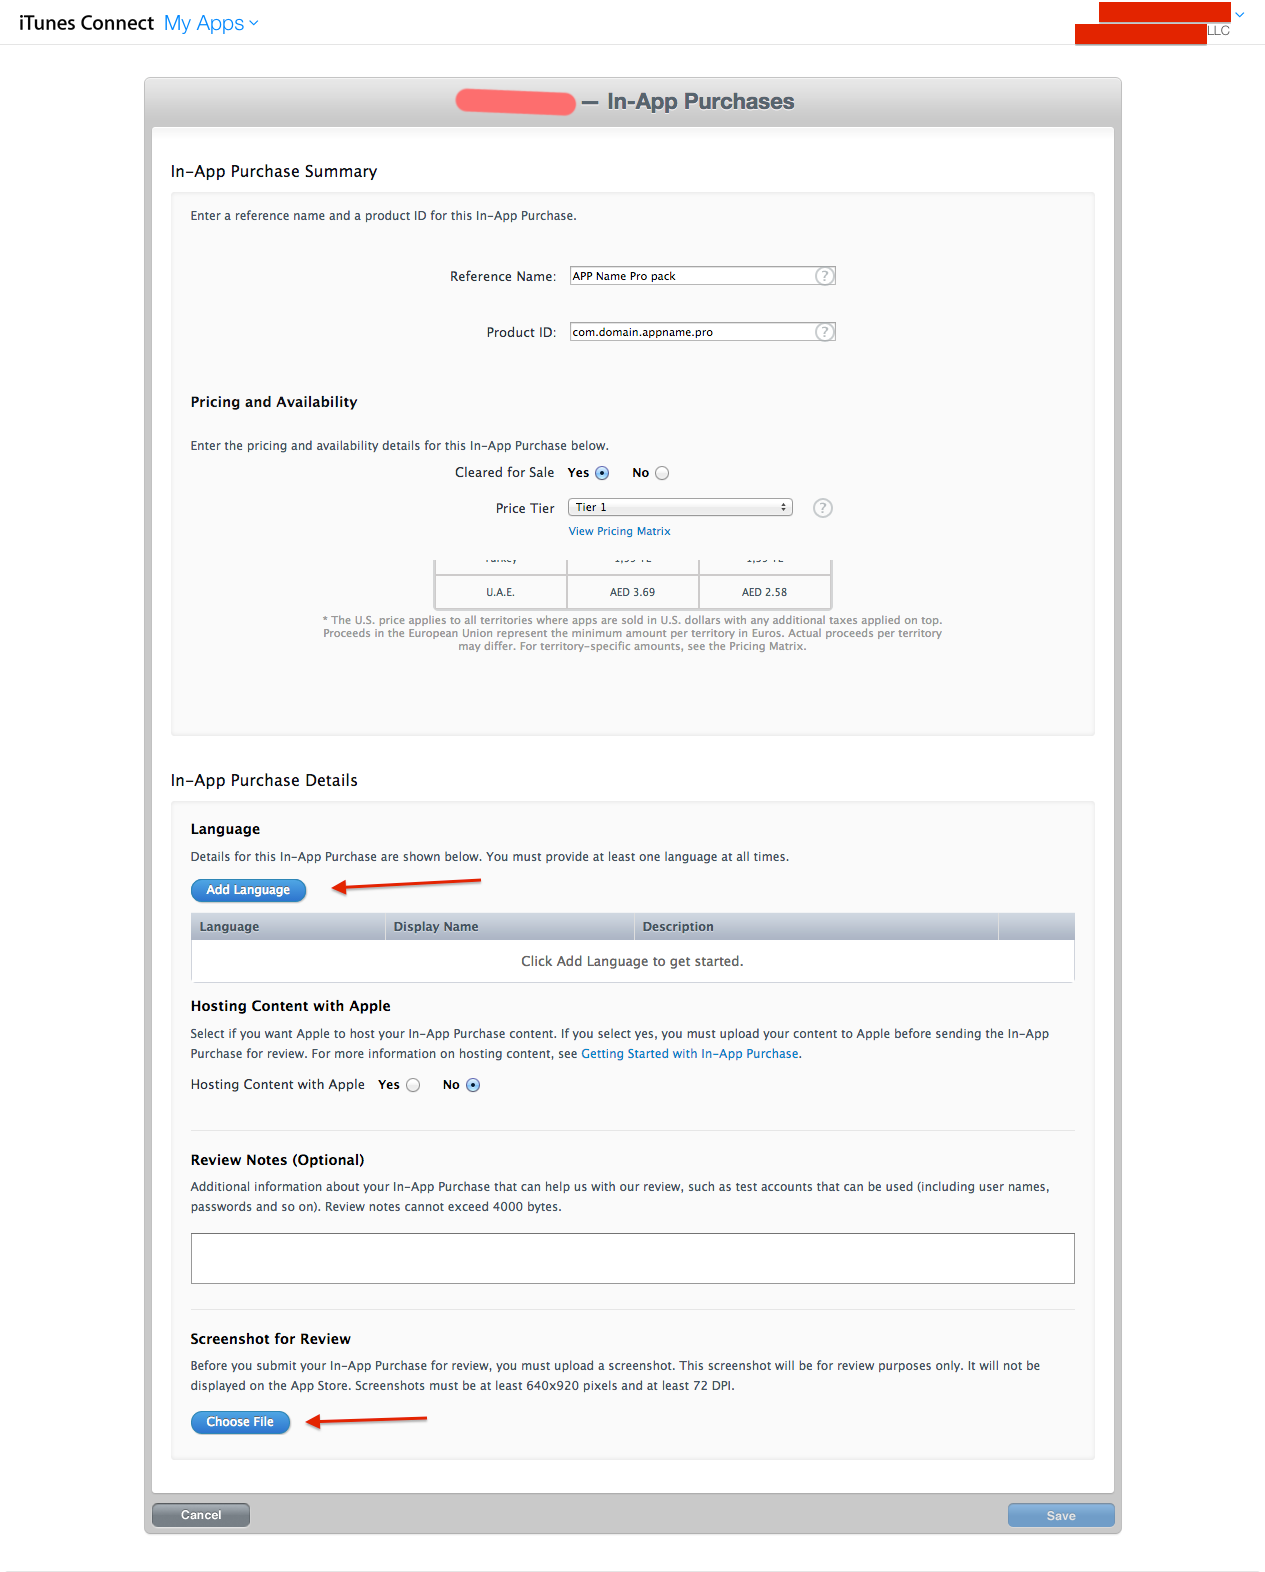 iTunes Connect My Apps
LLC
— In-App Purchases
In-App Purchase Summary
Enter a reference name and a product ID for this In-App Purchase.
Reference Name: APP Name Pro pack ?
Product ID: com.domain.appname.pro ?
Pricing and Availability
Enter the pricing and availability details for this In-App Purchase below.
Cleared for Sale Yes No
Price Tier Tier 1 ?
View Pricing Matrix
U.A.E. AED 3.69 AED 2.58
* The U.S. price applies to all territories where apps are sold in U.S. dollars with any additional taxes applied on top.
Proceeds in the European Union represent the minimum amount per territory in Euros. Actual proceeds per territory
may differ. For territory-specific amounts, see the Pricing Matrix.
In-App Purchase Details
Language
Details for this In-App Purchase are shown below. You must provide at least one language at all times.
Add Language
Language Display Name Description
Click Add Language to get started.
Hosting Content with Apple
Select if you want Apple to host your In-App Purchase content. If you select yes, you must upload your content to Apple before sending the In-App
Purchase for review. For more information on hosting content, see Getting Started with In-App Purchase.
Hosting Content with Apple Yes No
Review Notes (Optional)
Additional information about your In-App Purchase that can help us with our review, such as test accounts that can be used (including user names,
passwords and so on). Review notes cannot exceed 4000 bytes.
Screenshot for Review
Before you submit your In-App Purchase for review, you must upload a screenshot. This screenshot will be for review purposes only. It will not be
displayed on the App Store. Screenshots must be at least 640x920 pixels and at least 72 DPI.
Choose File
Cancel Save